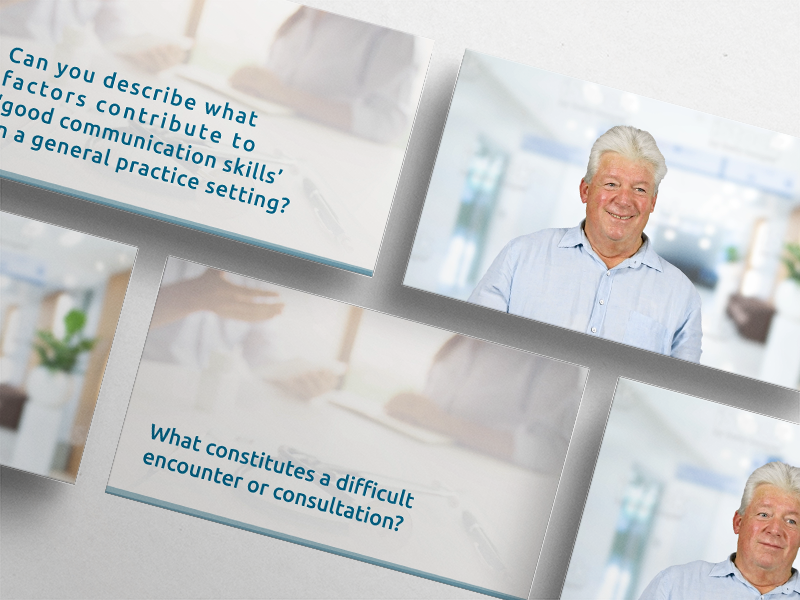 Can you describe what
factors contribute to
'good communication skills'
n a general practice setting?
What constitutes a difficult
encounter or consultation?